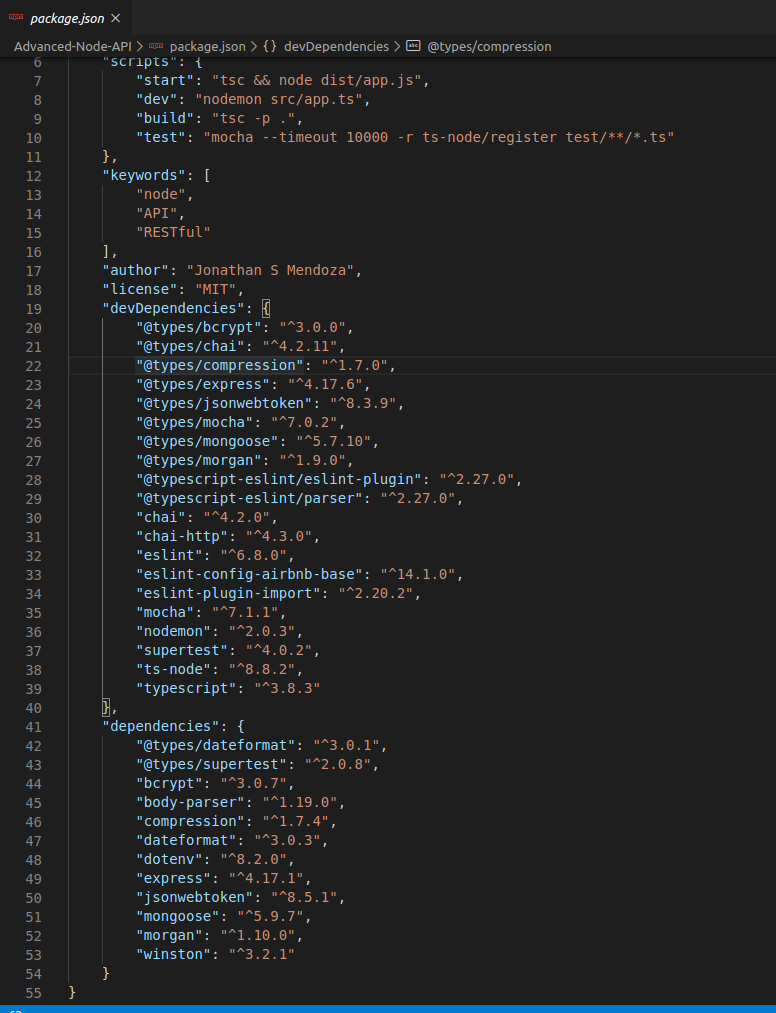 package.json
Advanced-Node-API > package.json > {} devDependencies > abc @types/compression
6 "scripts": {
7 "start": "tsc && node dist/app.js",
8 "dev": "nodemon src/app.ts",
9 "build": "tsc -p .",
10 "test": "mocha --timeout 10000 -r ts-node/register test/**/*.ts"
11 },
12 "keywords": [
13 "node",
14 "API",
15 "RESTful"
16 ],
17 "author": "Jonathan S Mendoza",
18 "license": "MIT",
19 "devDependencies": {
20 "@types/bcrypt": "^3.0.0",
21 "@types/chai": "^4.2.11",
22 "@types/compression": "^1.7.0",
23 "@types/express": "^4.17.6",
24 "@types/jsonwebtoken": "^8.3.9",
25 "@types/mocha": "^7.0.2",
26 "@types/mongoose": "^5.7.10",
27 "@types/morgan": "^1.9.0",
28 "@typescript-eslint/eslint-plugin": "^2.27.0",
29 "@typescript-eslint/parser": "^2.27.0",
30 "chai": "^4.2.0",
31 "chai-http": "^4.3.0",
32 "eslint": "^6.8.0",
33 "eslint-config-airbnb-base": "^14.1.0",
34 "eslint-plugin-import": "^2.20.2",
35 "mocha": "^7.1.1",
36 "nodemon": "^2.0.3",
37 "supertest": "^4.0.2",
38 "ts-node": "^8.8.2",
39 "typescript": "^3.8.3"
40 },
41 "dependencies": {
42 "@types/dateformat": "^3.0.1",
43 "@types/supertest": "^2.0.8",
44 "bcrypt": "^3.0.7",
45 "body-parser": "^1.19.0",
46 "compression": "^1.7.4",
47 "dateformat": "^3.0.3",
48 "dotenv": "^8.2.0",
49 "express": "^4.17.1",
50 "jsonwebtoken": "^8.5.1",
51 "mongoose": "^5.9.7",
52 "morgan": "^1.10.0",
53 "winston": "^3.2.1"
54 }
55 }